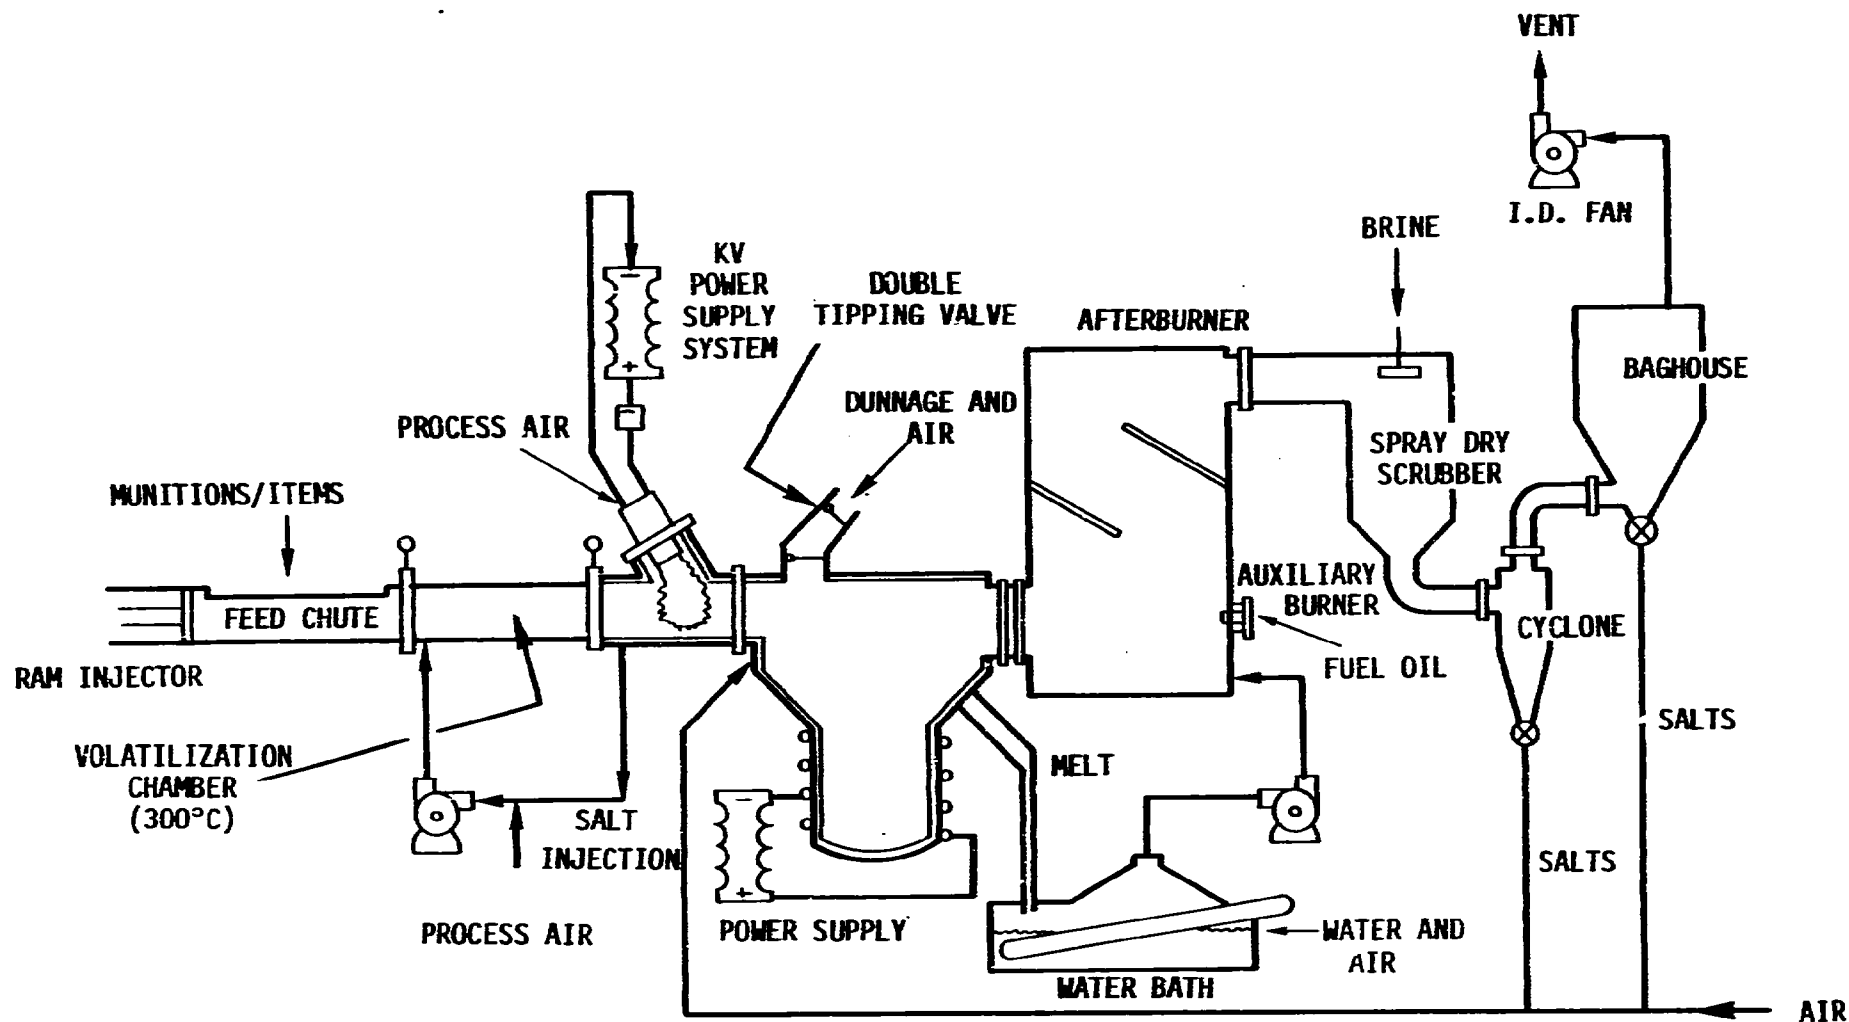 VENT
I.D. FAN
BRINE
KV
POWER
SUPPLY
SYSTEM
DOUBLE
TIPPING VALVE
AFTERBURNER
BAGHOUSE
PROCESS AIR
DUNNAGE AND
AIR
SPRAY DRY
SCRUBBER
MUNITIONS/ITEMS
FEED CHUTE
AUXILIARY
BURNER
CYCLONE
RAM INJECTOR
FUEL OIL
SALTS
VOLATILIZATION
CHAMBER
(300°C)
MELT
SALT
INJECTION
SALTS
PROCESS AIR
POWER SUPPLY
WATER AND
AIR
WATER BATH
AIR
− 
+
−
+